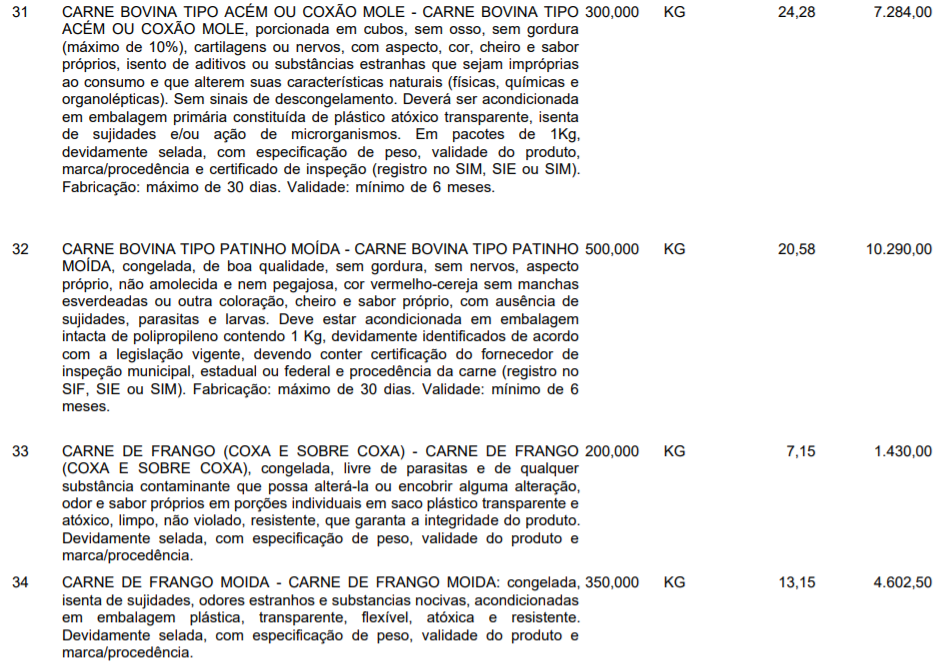 31 CARNE BOVINA TIPO ACÉM OU COXÃO MOLE - CARNE BOVINA TIPO 300,000 KG 24,28 7.284,00
ACÉM OU COXÃO MOLE, porcionada em cubos, sem osso, sem gordura
(máximo de 10%), cartilagens ou nervos, com aspecto, cor, cheiro e sabor
próprios, isento de aditivos ou substâncias estranhas que sejam impróprias
ao consumo e que alterem suas características naturais (físicas, químicas e
organolépticas). Sem sinais de descongelamento. Deverá ser acondicionada
em embalagem primária constituída de plástico atóxico transparente, isenta
de sujidades e/ou ação de microrganismos. Em pacotes de 1Kg,
devidamente selada, com especificação de peso, validade do produto,
marca/procedência e certificado de inspeção (registro no SIM, SIE ou SIM).
Fabricação: máximo de 30 dias. Validade: mínimo de 6 meses.
32 CARNE BOVINA TIPO PATINHO MOÍDA - CARNE BOVINA TIPO PATINHO 500,000 KG 20,58 10.290,00
MOÍDA, congelada, de boa qualidade, sem gordura, sem nervos, aspecto
próprio, não amolecida e nem pegajosa, cor vermelho-cereja sem manchas
esverdeadas ou outra coloração, cheiro e sabor próprio, com ausência de
sujidades, parasitas e larvas. Deve estar acondicionada em embalagem
intacta de polipropileno contendo 1 Kg, devidamente identificados de acordo
com a legislação vigente, devendo conter certificação do fornecedor de
inspeção municipal, estadual ou federal e procedência da carne (registro no
SIF, SIE ou SIM). Fabricação: máximo de 30 dias. Validade: mínimo de 6
meses.
33 CARNE DE FRANGO (COXA E SOBRE COXA) - CARNE DE FRANGO 200,000 KG 7,15 1.430,00
(COXA E SOBRE COXA), congelada, livre de parasitas e de qualquer
substância contaminante que possa alterá-la ou encobrir alguma alteração,
odor e sabor próprios em porções individuais em saco plástico transparente e
atóxico, limpo, não violado, resistente, que garanta a integridade do produto.
Devidamente selada, com especificação de peso, validade do produto e
marca/procedência.
34 CARNE DE FRANGO MOIDA - CARNE DE FRANGO MOIDA: congelada, 350,000 KG 13,15 4.602,50
isenta de sujidades, odores estranhos e substancias nocivas, acondicionadas
em embalagem plástica, transparente, flexível, atóxica e resistente.
Devidamente selada, com especificação de peso, validade do produto e
marca/procedência.